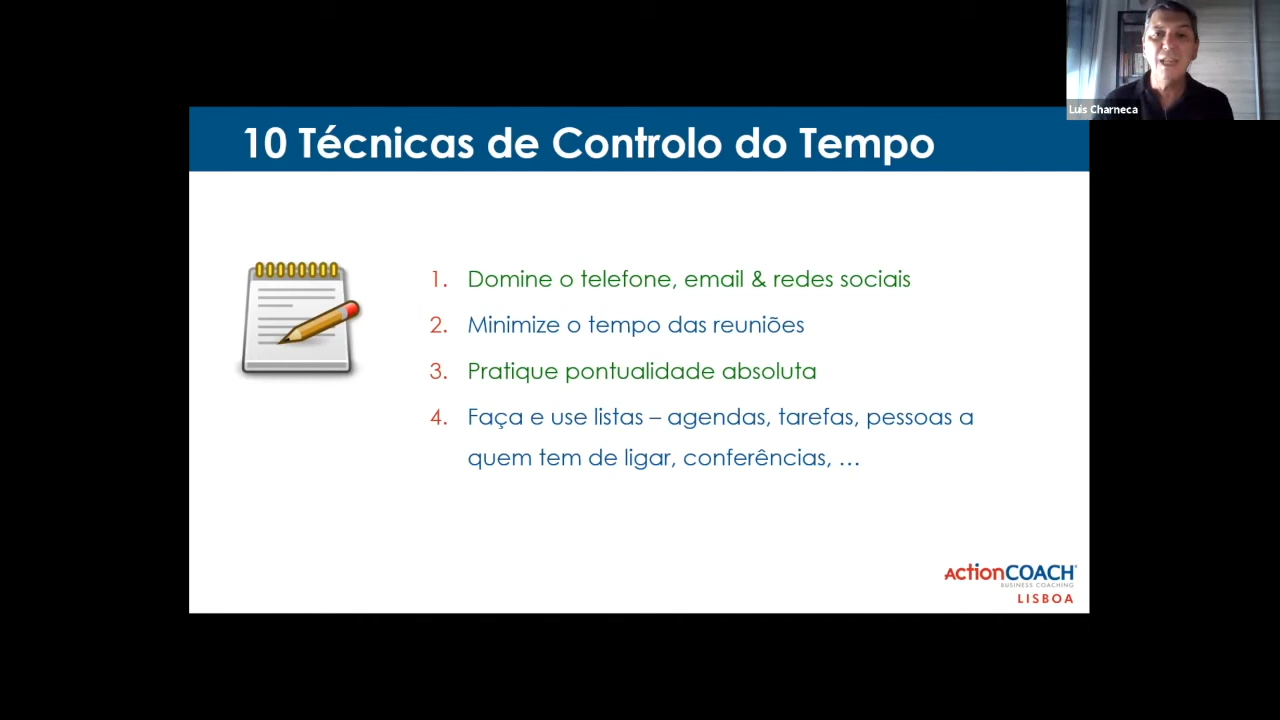 Luis Charneca
10 Técnicas de Controlo do Tempo
1. Domine o telefone, email & redes sociais
2. Minimize o tempo das reuniões
3. Pratique pontualidade absoluta
4. Faça e use listas – agendas, tarefas, pessoas a
quem tem de ligar, conferências, …
ActionCOACH
BUSINESS COACHING
LISBOA